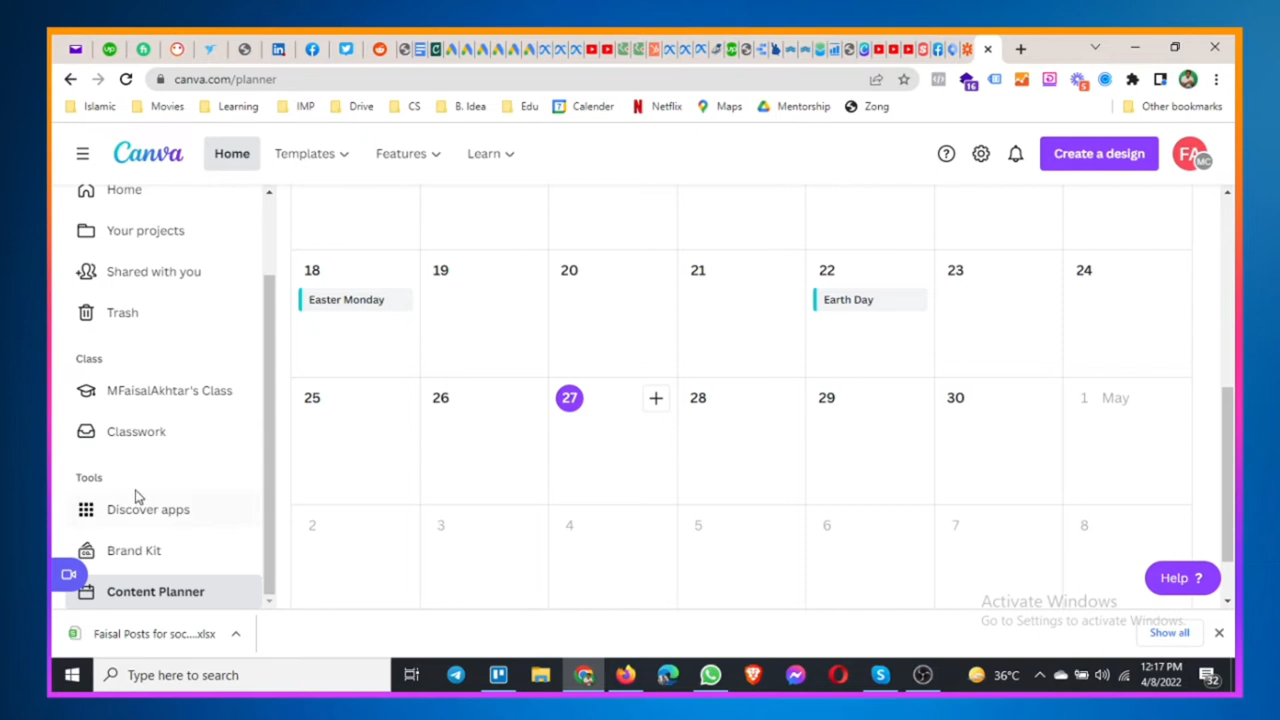 canva.com/planner
16
5
Islamic Movies Learning IMP Drive CS B. Idea Edu Calender Netflix Maps Mentorship Zong Other bookmarks
Canva Home Templates Features Learn Create a design FA MC
Home
Your projects
Shared with you
Trash
Class
MFaisalAkhtar's Class
Classwork
Tools
Discover apps
Brand Kit
Content Planner
18 19 20 21 22 23 24
Easter Monday Earth Day
25 26 27 28 29 30 1 May
2 3 4 5 6 7 8
Help ?
Activate Windows
Go to Settings to activate Windows.
Faisal Posts for soc....xlsx
Show all
Type here to search
36°C
12:17 PM
4/8/2022
32